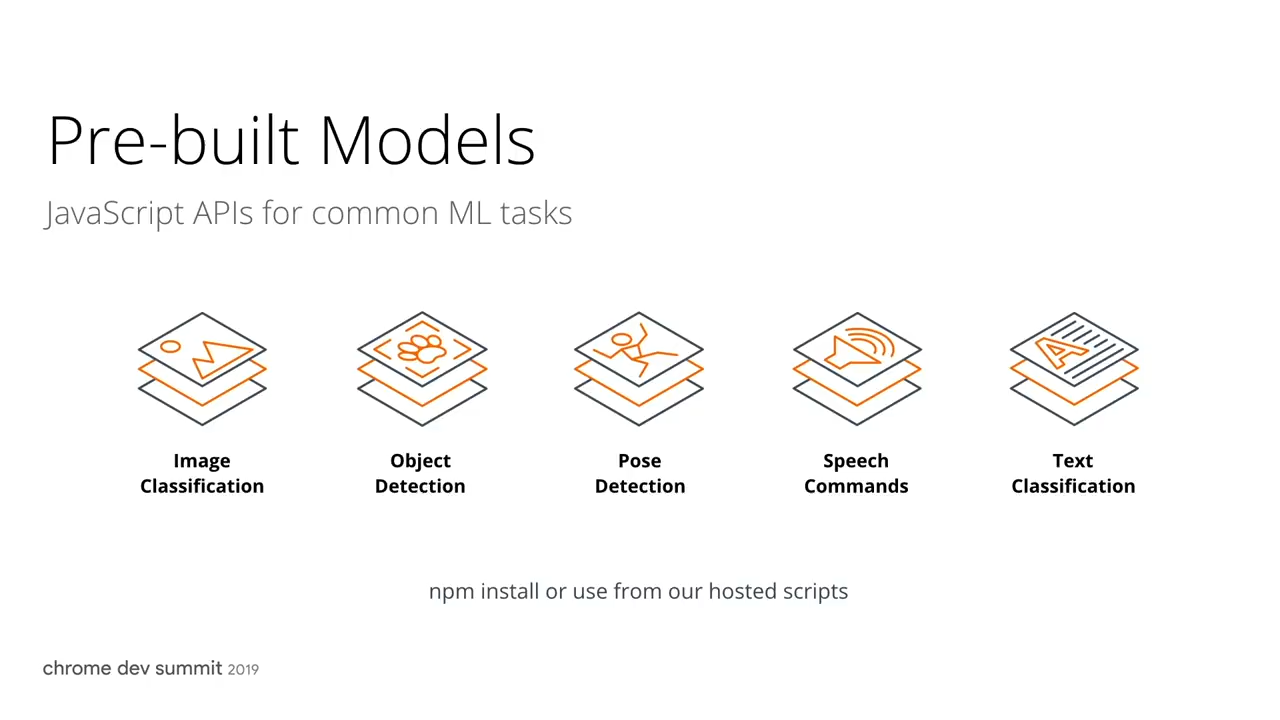 Pre-built Models
JavaScript APIs for common ML tasks
A
Image
Classification
Object
Detection
Pose
Detection
Speech
Commands
Text
Classification
npm install or use from our hosted scripts
chrome dev summit 2019